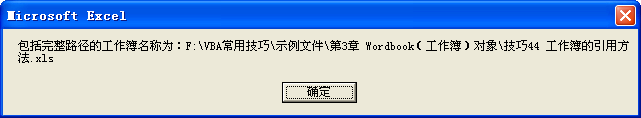 Microsoft Excel
包括完整路径的工作簿名称为：F:\VBA常用技巧\示例文件\第3章 Wordbook（工作簿）对象\技巧44 工作簿的引用方
法.xls
确定